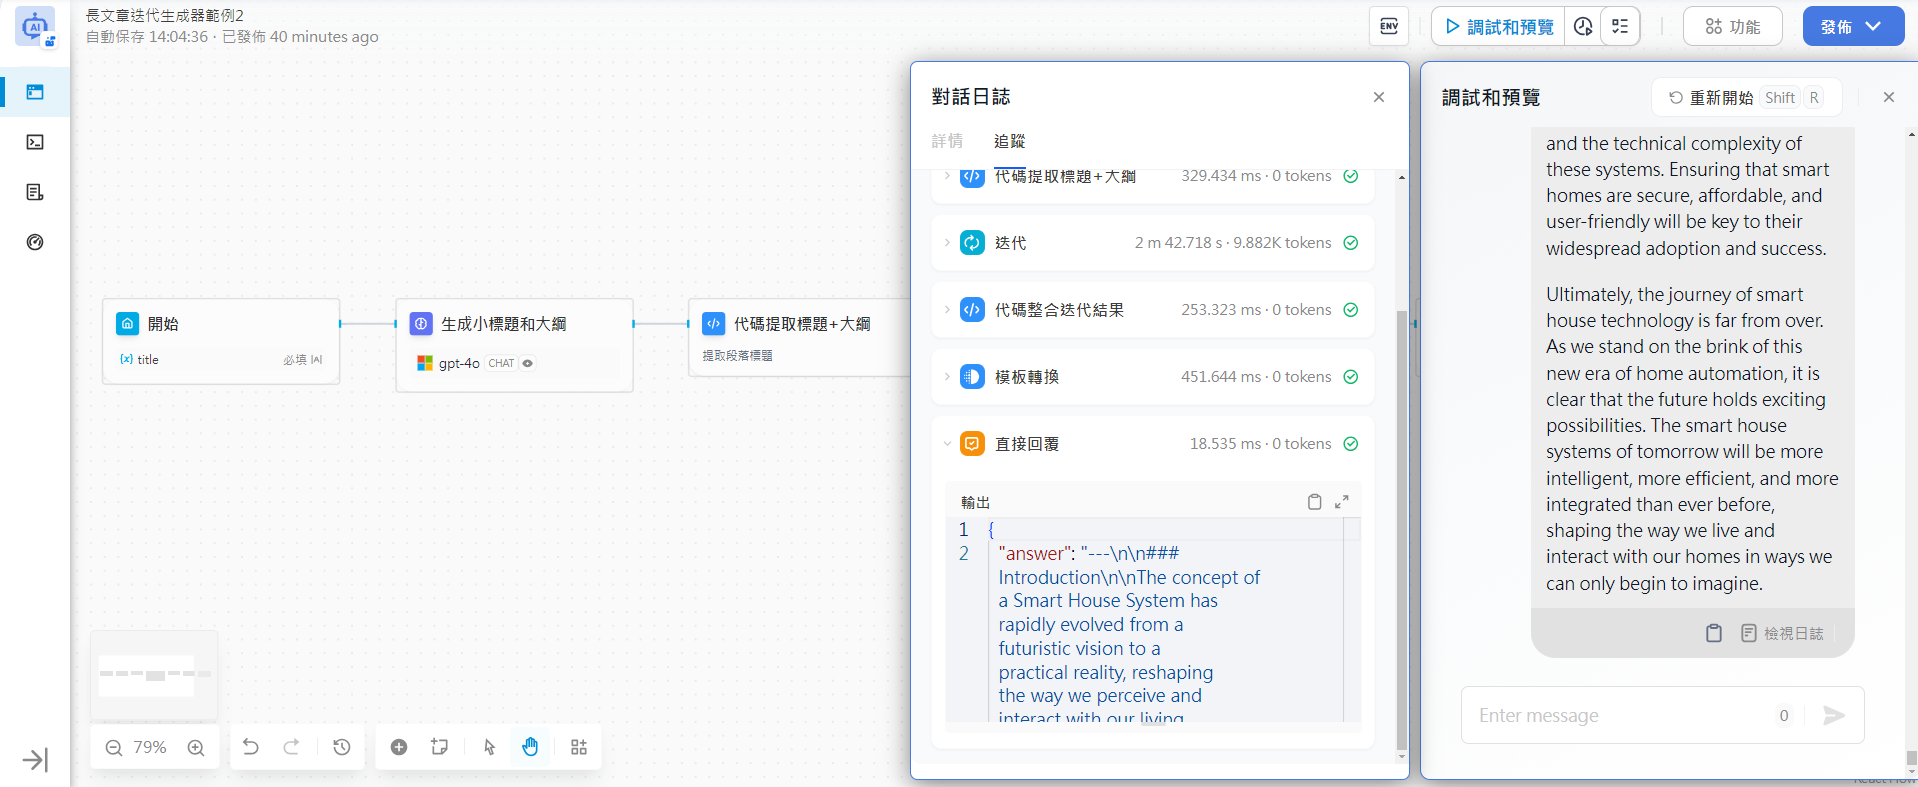 長文章迭代生成器範例2
自動保存 14:04:36 · 已發佈 40 minutes ago
ENV
調試和預覽
功能
發佈
開始
title
必填
生成小標題和大綱
gpt-4o CHAT
代碼提取標題+大綱
提取段落標題
79%
對話日誌
詳情
追蹤
代碼提取標題+大綱 329.434 ms · 0 tokens
迭代 2 m 42.718 s · 9.882K tokens
代碼整合迭代結果 253.323 ms · 0 tokens
模板轉換 451.644 ms · 0 tokens
直接回覆 18.535 ms · 0 tokens
輸出
1 {
2 "answer": "---\n\n###
Introduction\n\nThe concept of
a Smart House System has
rapidly evolved from a
futuristic vision to a
practical reality, reshaping
the way we perceive and
interact with our living
調試和預覽
重新開始 Shift R
and the technical complexity of
these systems. Ensuring that smart
homes are secure, affordable, and
user-friendly will be key to their
widespread adoption and success.
Ultimately, the journey of smart
house technology is far from over.
As we stand on the brink of this
new era of home automation, it is
clear that the future holds exciting
possibilities. The smart house
systems of tomorrow will be more
intelligent, more efficient, and more
integrated than ever before,
shaping the way we live and
interact with our homes in ways we
can only begin to imagine.
檢視日誌
Enter message
0
React Flow